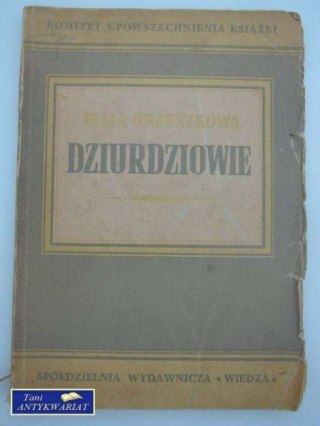 KOMITET UPOWSZECHNIENIA KSIĄŻKI
ELIZA ORZESZKOWA
DZIURDZIOWIE
SPÓŁDZIELNIA WYDAWNICZA „WIEDZA”
Tani
ANTYKWARIAT